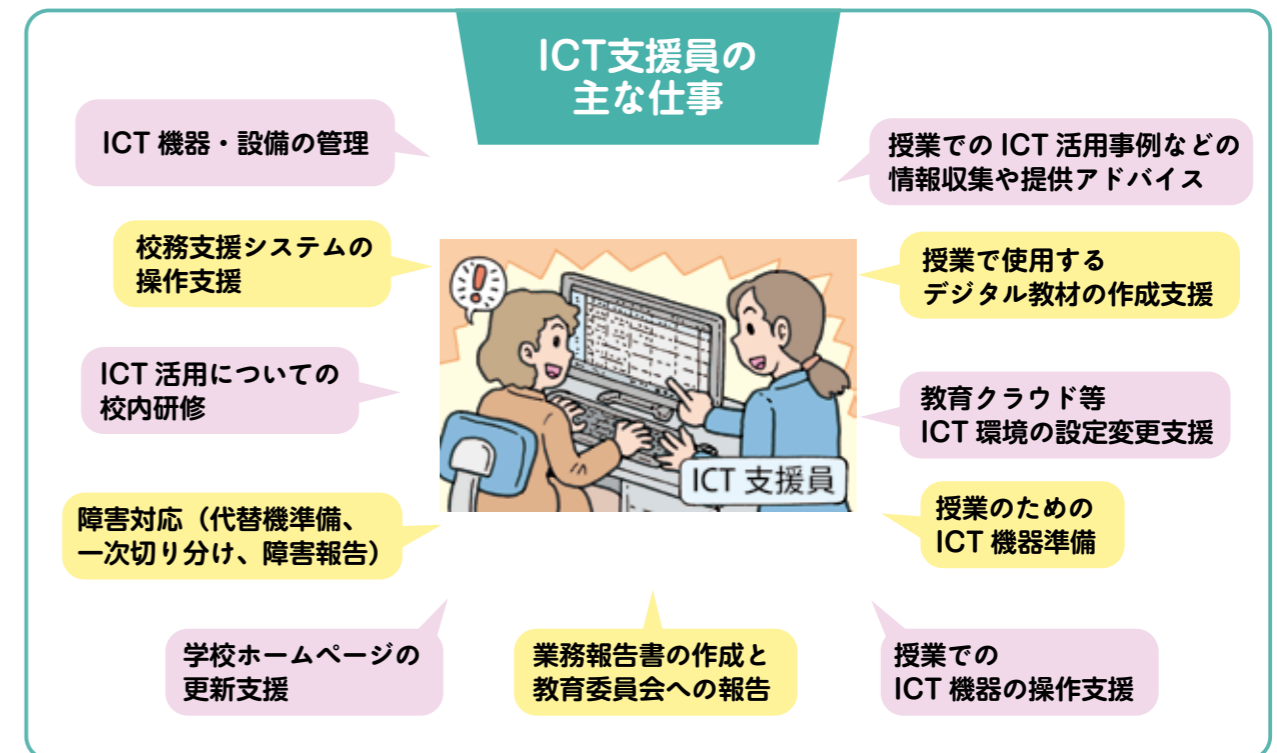 ICT支援員の
主な仕事
ICT 機器・設備の管理
校務支援システムの
操作支援
ICT 活用についての
校内研修
障害対応（代替機準備、
一次切り分け、障害報告）
学校ホームページの
更新支援
業務報告書の作成と
教育委員会への報告
授業での ICT 活用事例などの
情報収集や提供アドバイス
授業で使用する
デジタル教材の作成支援
教育クラウド等
ICT 環境の設定変更支援
授業のための
ICT 機器準備
授業での
ICT 機器の操作支援
ICT 支援員